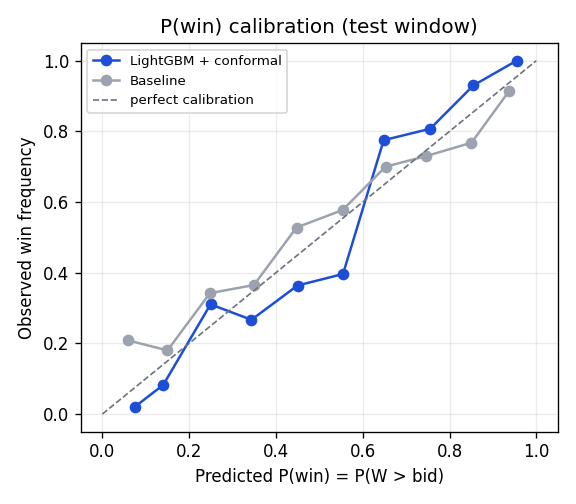 P(win) calibration (test window)
LightGBM + conformal
Baseline
perfect calibration
Observed win frequency
1.0
0.8
0.6
0.4
0.2
0.0
0.0 0.2 0.4 0.6 0.8 1.0
Predicted P(win) = P(W > bid)